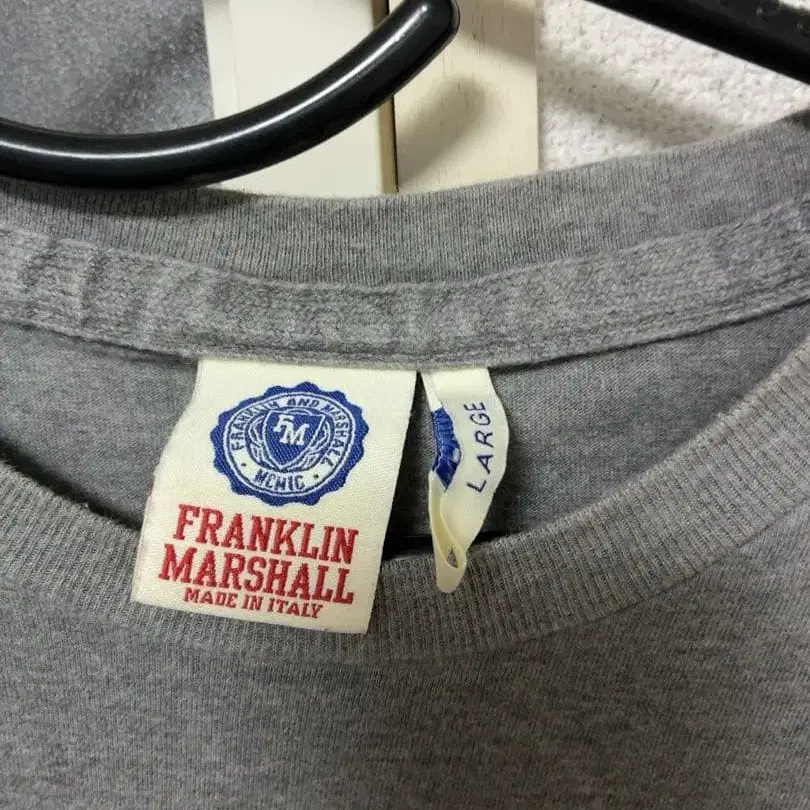 FRANKLIN AND MARSHALL
FM
MCMIC
FRANKLIN
MARSHALL
MADE IN ITALY
LARGE